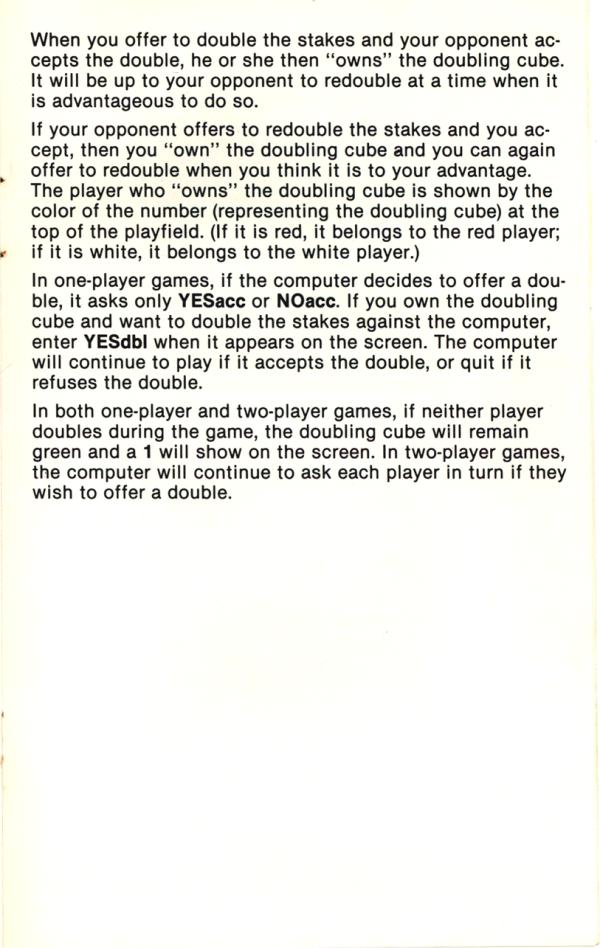 When you offer to double the stakes and your opponent ac-
cepts the double, he or she then "owns" the doubling cube.
It will be up to your opponent to redouble at a time when it
is advantageous to do so.
If your opponent offers to redouble the stakes and you ac-
cept, then you "own" the doubling cube and you can again
offer to redouble when you think it is to your advantage.
The player who "owns" the doubling cube is shown by the
color of the number (representing the doubling cube) at the
top of the playfield. (If it is red, it belongs to the red player;
if it is white, it belongs to the white player.)
In one-player games, if the computer decides to offer a dou-
ble, it asks only YESacc or NOacc. If you own the doubling
cube and want to double the stakes against the computer,
enter YESdbl when it appears on the screen. The computer
will continue to play if it accepts the double, or quit if it
refuses the double.
In both one-player and two-player games, if neither player
doubles during the game, the doubling cube will remain
green and a 1 will show on the screen. In two-player games,
the computer will continue to ask each player in turn if they
wish to offer a double.